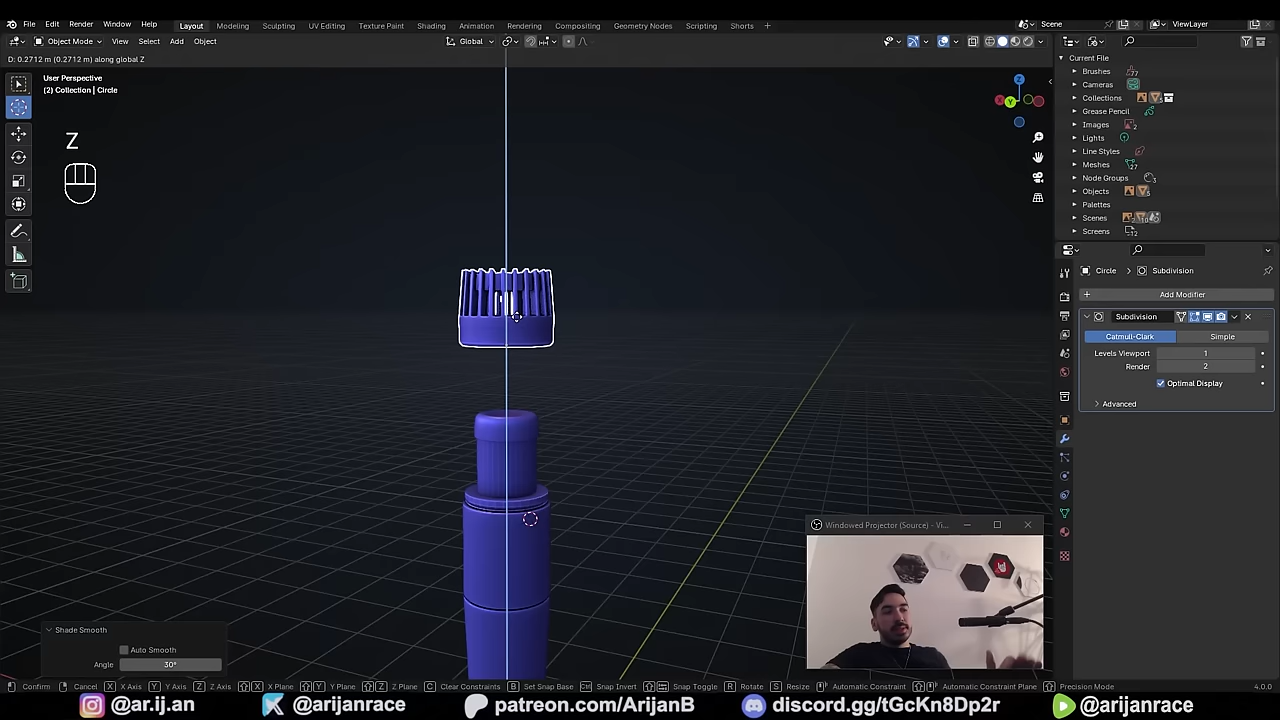 File Edit Render Window Help Layout Modeling Sculpting UV Editing Texture Paint Shading Animation Rendering Compositing Geometry Nodes Scripting Shorts + Scene ViewLayer
Object Mode View Select Add Object Global
D: 0.2712 m (0.2712 m) along global Z
User Perspective
(2) Collection | Circle
Z
X
Y
Z
Current File
Brushes
Cameras
Collections
Grease Pencil
Images
Lights
Line Styles
Meshes
Node Groups
Objects
Palettes
Scenes
Screens
Circle > Subdivision
Add Modifier
Subdivision
Catmull-Clark Simple
Levels Viewport 1
Render 2
Optimal Display
Advanced
Windowed Projector (Source) - Vi...
Shade Smooth
Auto Smooth
Angle 30°
Confirm Cancel X X Axis Y Y Axis Z Z Axis X X Plane Y Y Plane Z Z Plane C Clear Constraints B Set Snap Base Snap Invert Snap Toggle R Rotate S Resize Automatic Constraint Automatic Constraint Plane Precision Mode 4.0.0
@ar.ij.an @arijanrace patreon.com/ArijanB discord.gg/tGcKn8Dp2r @arijanrace